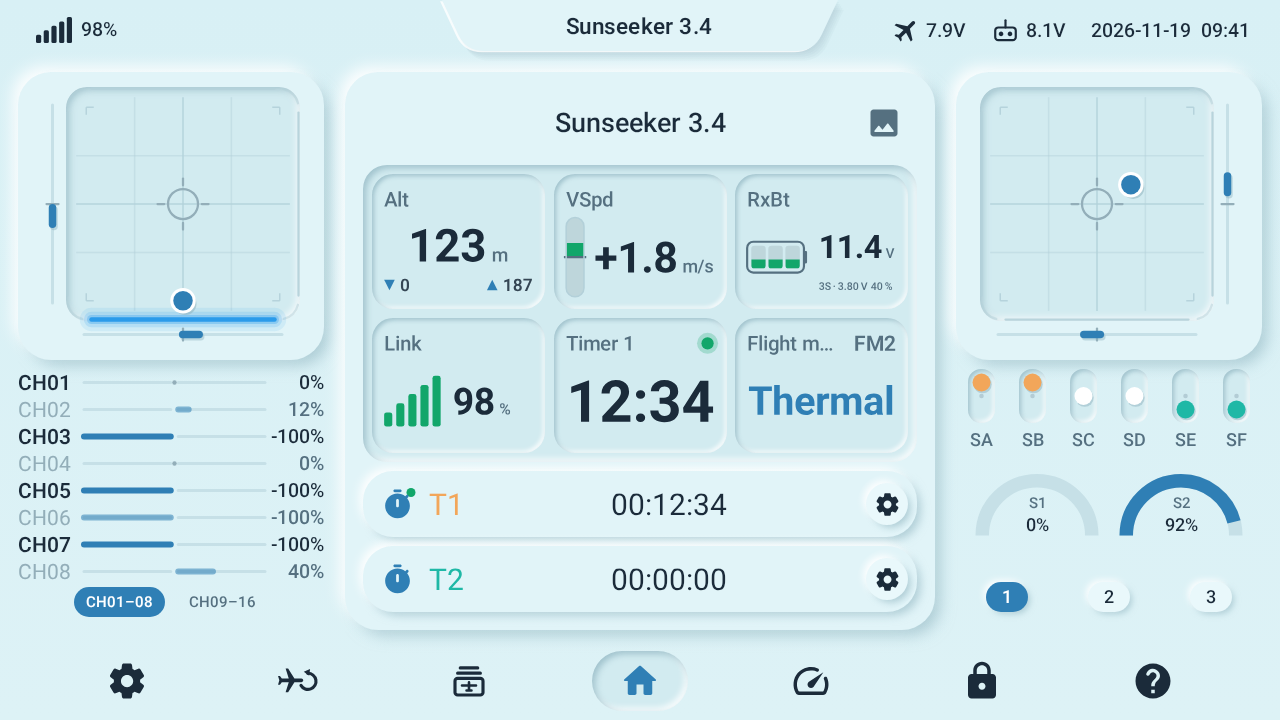 98%
Sunseeker 3.4
7.9V
8.1V
2026-11-19 09:41
Sunseeker 3.4
Alt
123 m
0
187
VSpd
+1.8 m/s
RxBt
11.4 V
3S · 3.80 V 40 %
Link
98 %
Timer 1
12:34
Flight m... FM2
Thermal
T1 00:12:34
T2 00:00:00
CH01 0%
CH02 12%
CH03 -100%
CH04 0%
CH05 -100%
CH06 -100%
CH07 -100%
CH08 40%
CH01–08 CH09–16
SA SB SC SD SE SF
S1
0%
S2
92%
1 2 3